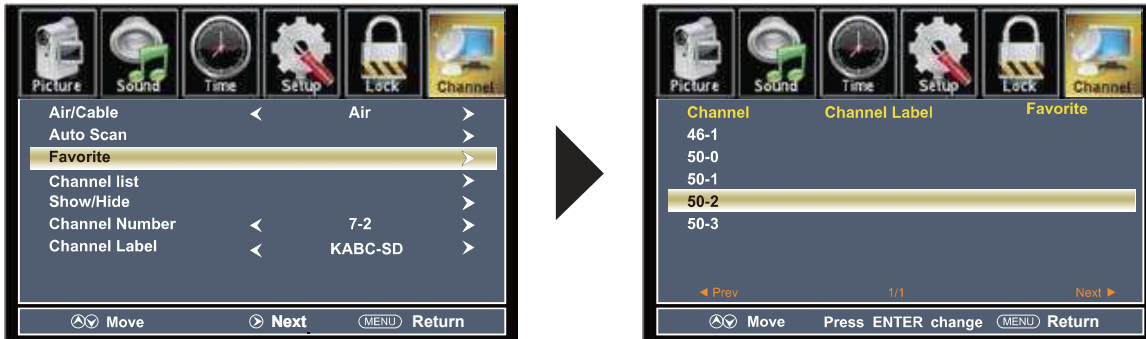 Picture Sound Time Setup Lock Channel
Air/Cable Air
Auto Scan
Favorite
Channel list
Show/Hide
Channel Number 7-2
Channel Label KABC-SD
Move Next MENU Return
Picture Sound Time Setup Lock Channel
Channel Channel Label Favorite
46-1
50-0
50-1
50-2
50-3
◄ Prev 1/1 Next ►
Move Press ENTER change MENU Return